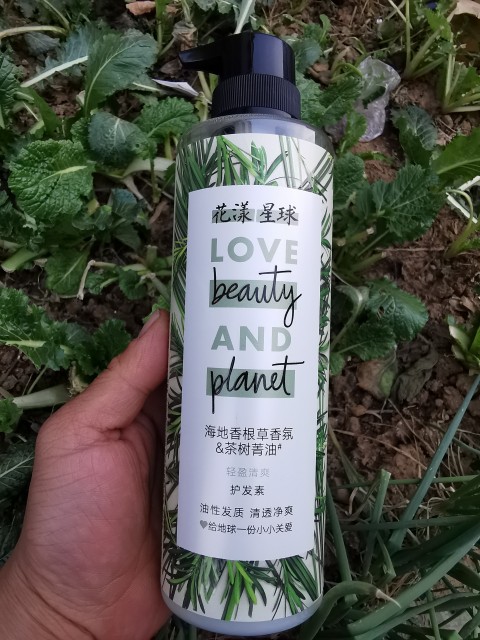 花漾星球
LOVE
beauty
AND
planet
海地香根草香氛
&茶树菁油#
轻盈清爽
护发素
油性发质 清透净爽
给地球一份小小关爱